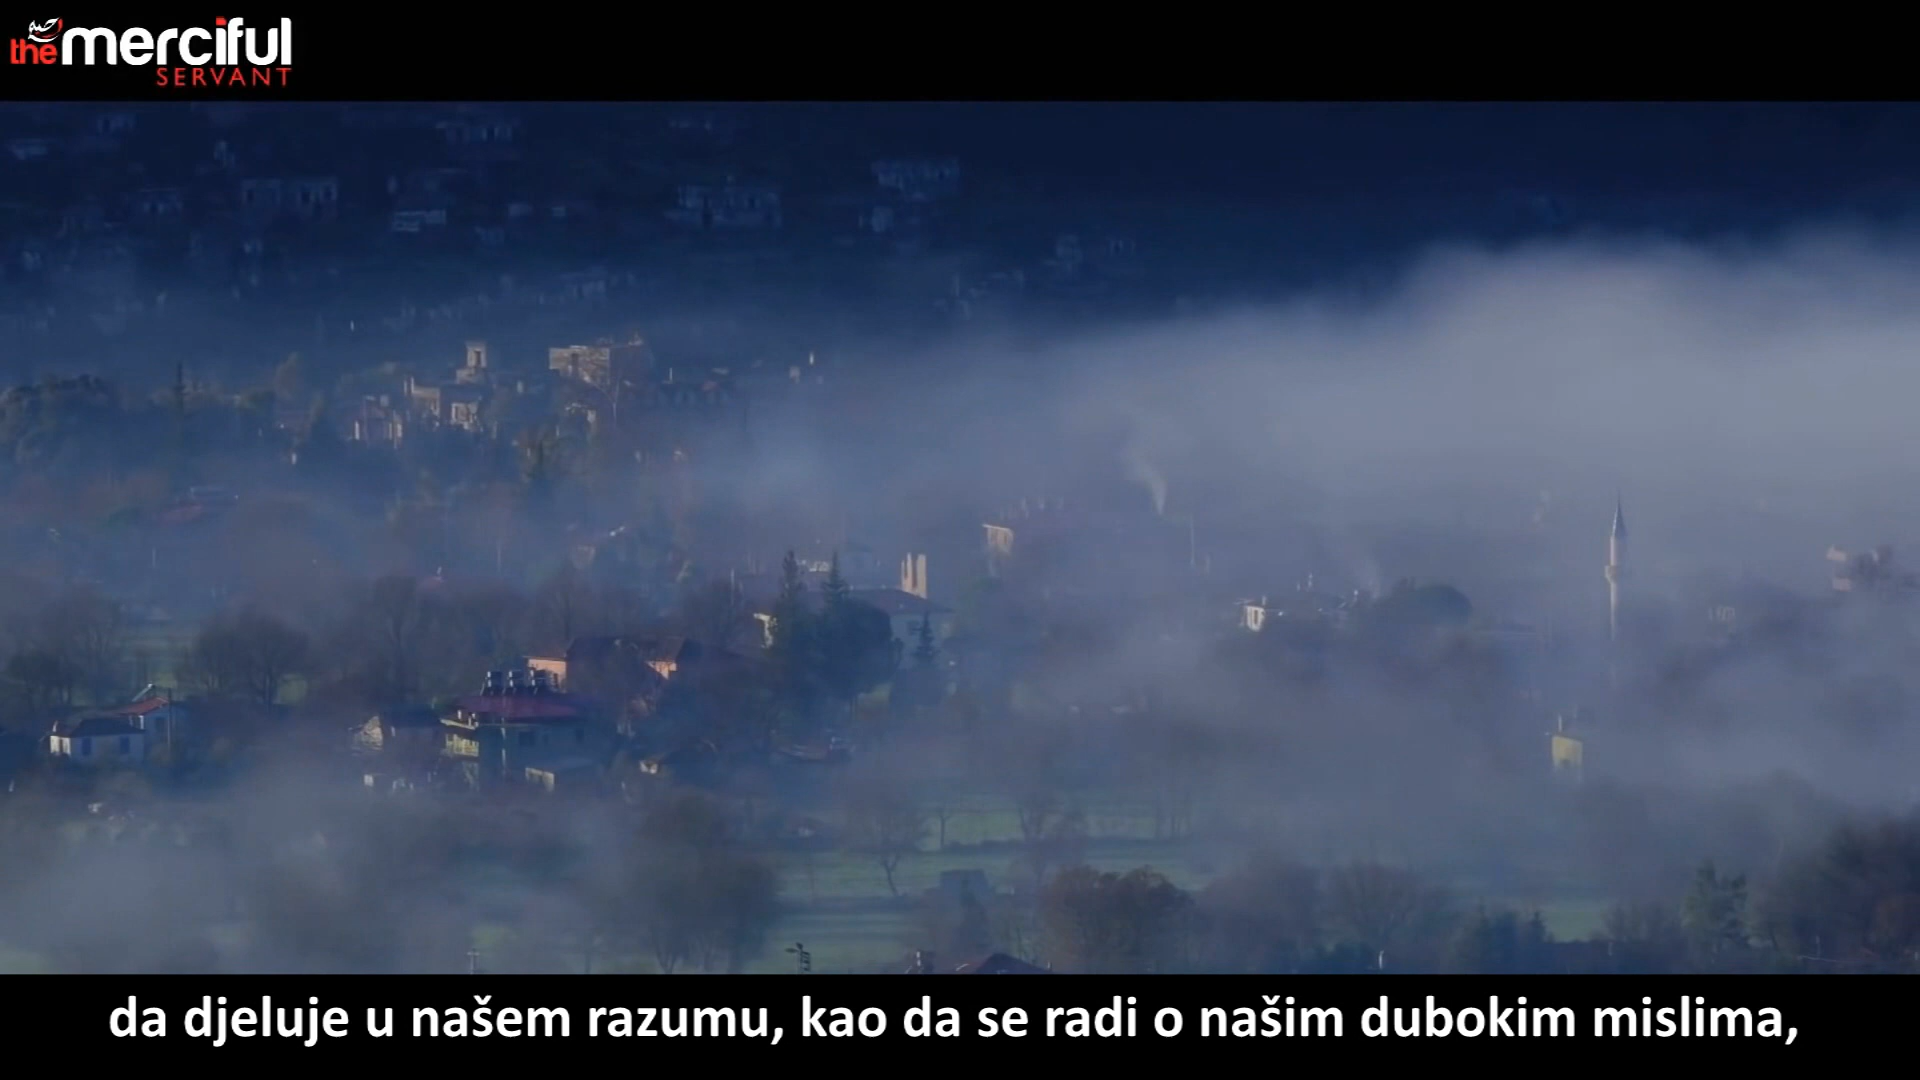 the merciful
SERVANT
da djeluje u našem razumu, kao da se radi o našim dubokim mislima,